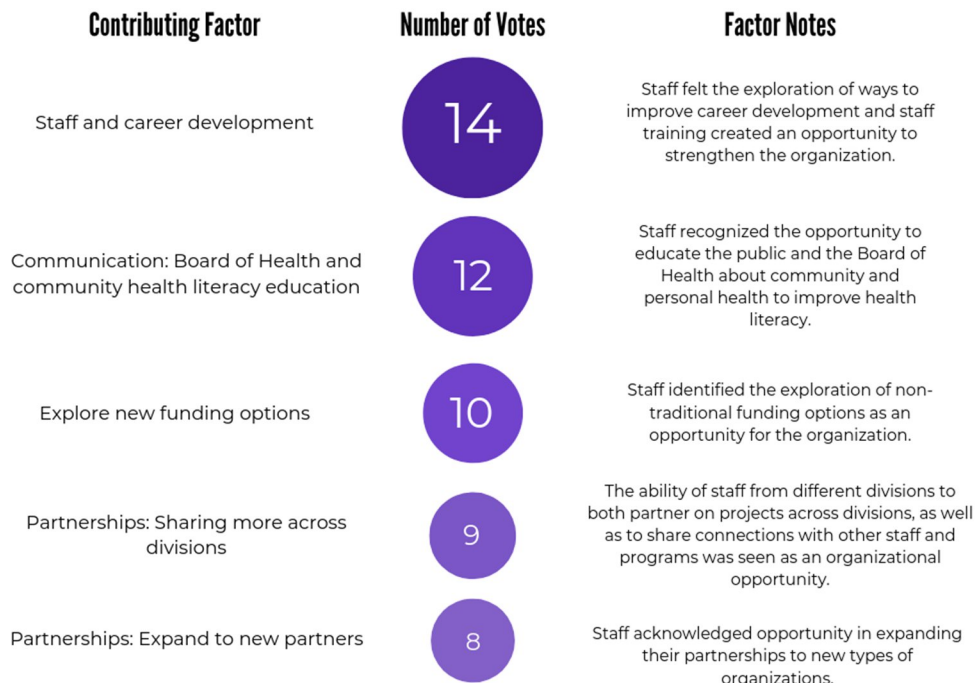 Contributing Factor
Number of Votes
Factor Notes
Staff and career development
14
Staff felt the exploration of ways to
improve career development and staff
training created an opportunity to
strengthen the organization.
Communication: Board of Health and
community health literacy education
12
Staff recognized the opportunity to
educate the public and the Board of
Health about community and
personal health to improve health
literacy.
Explore new funding options
10
Staff identified the exploration of non-
traditional funding options as an
opportunity for the organization.
Partnerships: Sharing more across
divisions
9
The ability of staff from different divisions to
both partner on projects across divisions, as well
as to share connections with other staff and
programs was seen as an organizational
opportunity.
Partnerships: Expand to new partners
8
Staff acknowledged opportunity in expanding
their partnerships to new types of
organizations.